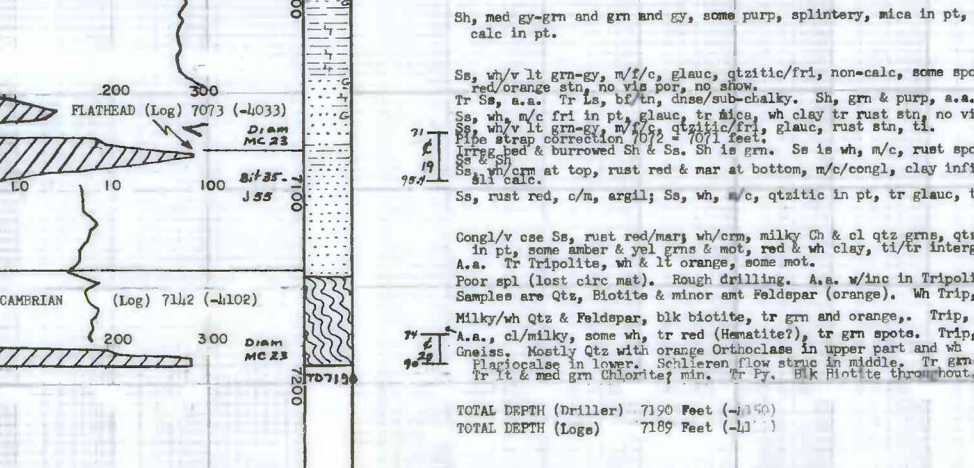 Sh, med gy-grn and grn and gy, some purp, splintery, mica in pt,
calc in pt.
200
300
FLATHEAD (Log) 7073 (-4033)
Diam
MC 23
10
100
Bit 35-
J 55
7100
CAMBRIAN (Log) 7142 (-4102)
200
300
Diam
MC 23
7200
TD 719
71
₵
19
74
₵
Ss, wh/v lt grn-gy, m/f/c, glauc, qtzitic/fri, non-calc, some spo
red/orange stn, no vis por, no show.
Tr Ss, a.a. Tr Ls, bf/tn, dnse/sub-chalky. Sh, grn & purp, a.a.
Ss, wh, m/c fri in pt, glauc, tr mica, wh clay tr rust stn, no vi
Ss, wh/v lt grn-gy, m/f/c, qtzitic/fri, glauc, rust stn, ti.
Pipe strap correction 7072 = 7071 feet.
Irreg bed & burrowed Sh & Ss. Sh is grn. Ss is wh, m/c, rust spo
Ss & Sh
Ss, wh/crm at top, rust red & mar at bottom, m/c/congl, clay infi
sli calc.
Ss, rust red, c/m, argil; Ss, wh, m/c, qtzitic in pt, tr glauc,
Congl/v cse Ss, rust red/mar; wh/crm, milky Ch & cl qtz grns, qtz
in pt, some amber & yel grns & mot, red & wh clay, ti/tr interg
A.a. Tr Tripolite, wh & lt orange, some mot.
Poor spl (lost circ mat). Rough drilling. A.a. w/inc in Tripoli
Samples are Qtz, Biotite & minor amt Feldspar (orange). Wh Trip,
Milky/wh Qtz & Feldspar, blk biotite, tr grn and orange,. Trip,
A.a., cl/milky, some wh, tr red (Hematite?), tr grn spots. Trip,
Gneiss. Mostly Qtz with orange Orthoclase in upper part and wh
Plagiocalse in lower. Schlieren flow struc in middle. Tr grn
Tr lt & med grn Chlorite; min. Tr Py. Blk Biotite throughout.
TOTAL DEPTH (Driller) 7190 Feet (-4150)
TOTAL DEPTH (Logs) 7189 Feet